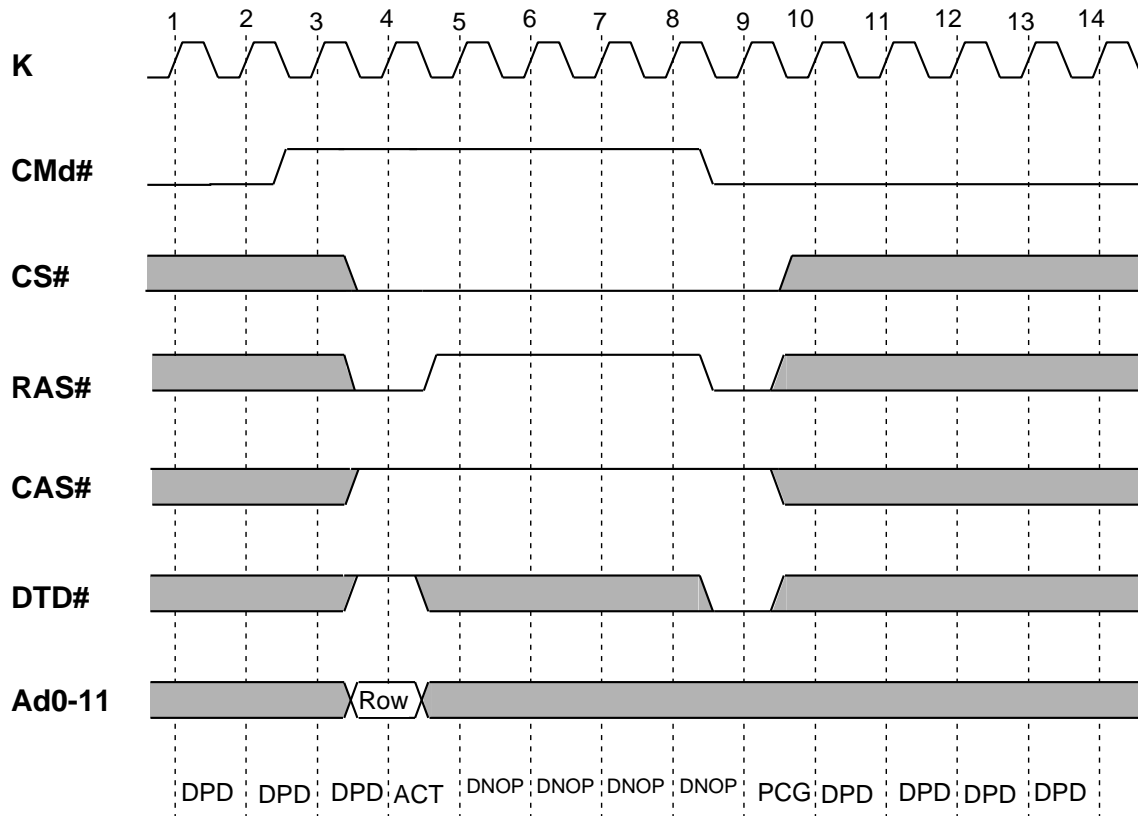 1 2 3 4 5 6 7 8 9 10 11 12 13 14
K
CMd#
CS#
RAS#
CAS#
DTD#
Ad0-11 Row
DPD DPD DPD ACT DNOP DNOP DNOP DNOP PCG DPD DPD DPD DPD